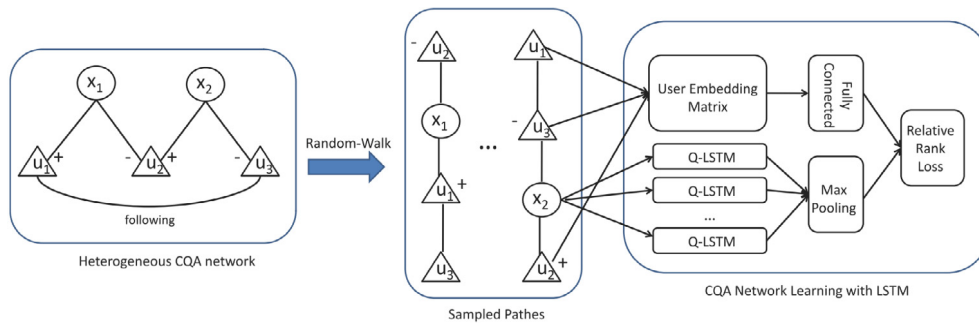 x1
x2
u1 +
- u2 +
- u3
following
Heterogeneous CQA network
Random-Walk
- u2
x1
u1 +
u3
...
u1
- u3
x2
u2 +
Sampled Pathes
User Embedding
Matrix
Fully
Connected
Q-LSTM
Q-LSTM
...
Q-LSTM
Max
Pooling
Relative
Rank
Loss
CQA Network Learning with LSTM